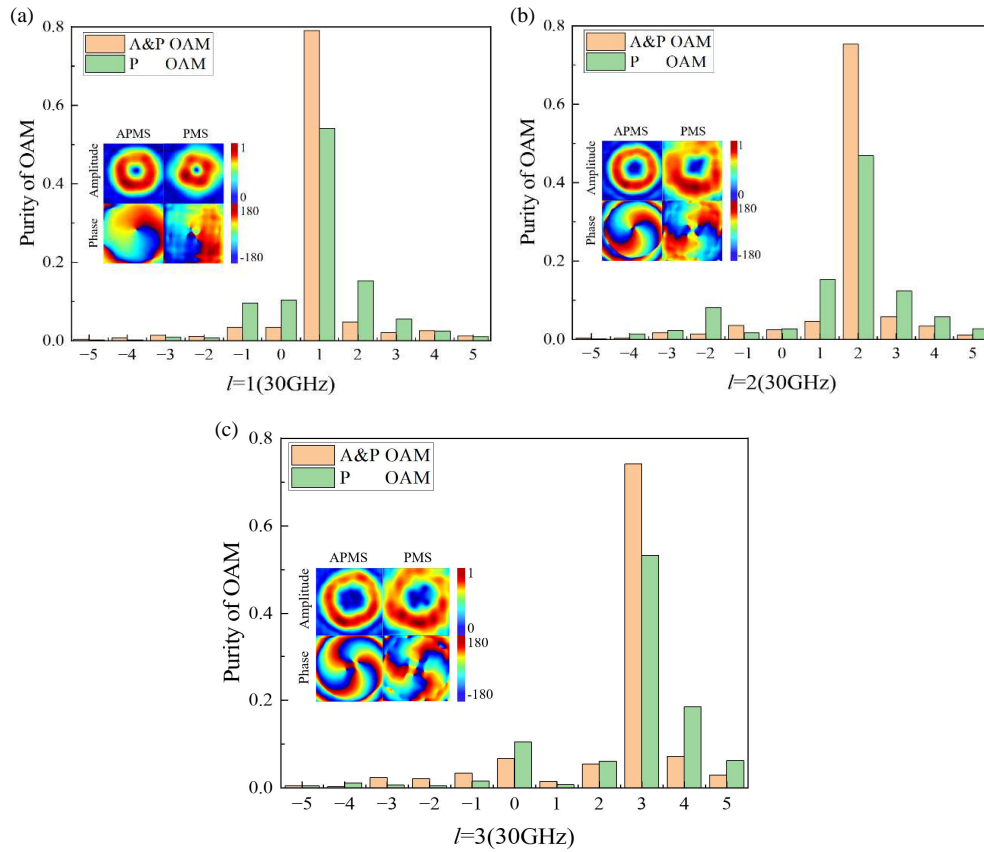 (a)
0.8
0.6
0.4
0.2
0.0
Purity of OAM
A&P OAM
P OAM
APMS PMS
Amplitude
Phase
1
0
180
-180
−5 −4 −3 −2 −1 0 1 2 3 4 5
l=1(30GHz)
(b)
0.8
0.6
0.4
0.2
0.0
Purity of OAM
A&P OAM
P OAM
APMS PMS
Amplitude
Phase
1
0
180
-180
−5 −4 −3 −2 −1 0 1 2 3 4 5
l=2(30GHz)
(c)
0.8
0.6
0.4
0.2
0.0
Purity of OAM
A&P OAM
P OAM
APMS PMS
Amplitude
Phase
1
0
180
-180
−5 −4 −3 −2 −1 0 1 2 3 4 5
l=3(30GHz)